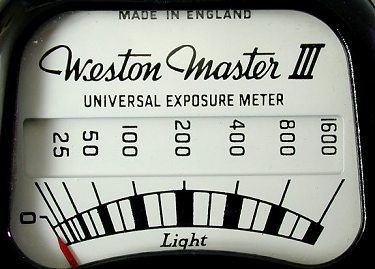 MADE IN ENGLAND
Weston Master III
UNIVERSAL EXPOSURE METER
25 50 100 200 400 800 1600
0
Light